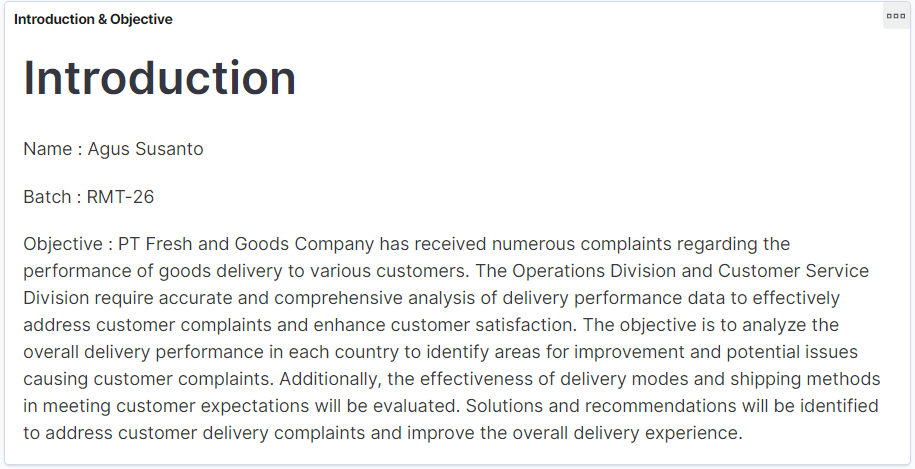 Introduction & Objective
Introduction
Name : Agus Susanto
Batch : RMT-26
Objective : PT Fresh and Goods Company has received numerous complaints regarding the
performance of goods delivery to various customers. The Operations Division and Customer Service
Division require accurate and comprehensive analysis of delivery performance data to effectively
address customer complaints and enhance customer satisfaction. The objective is to analyze the
overall delivery performance in each country to identify areas for improvement and potential issues
causing customer complaints. Additionally, the effectiveness of delivery modes and shipping methods
in meeting customer expectations will be evaluated. Solutions and recommendations will be identified
to address customer delivery complaints and improve the overall delivery experience.